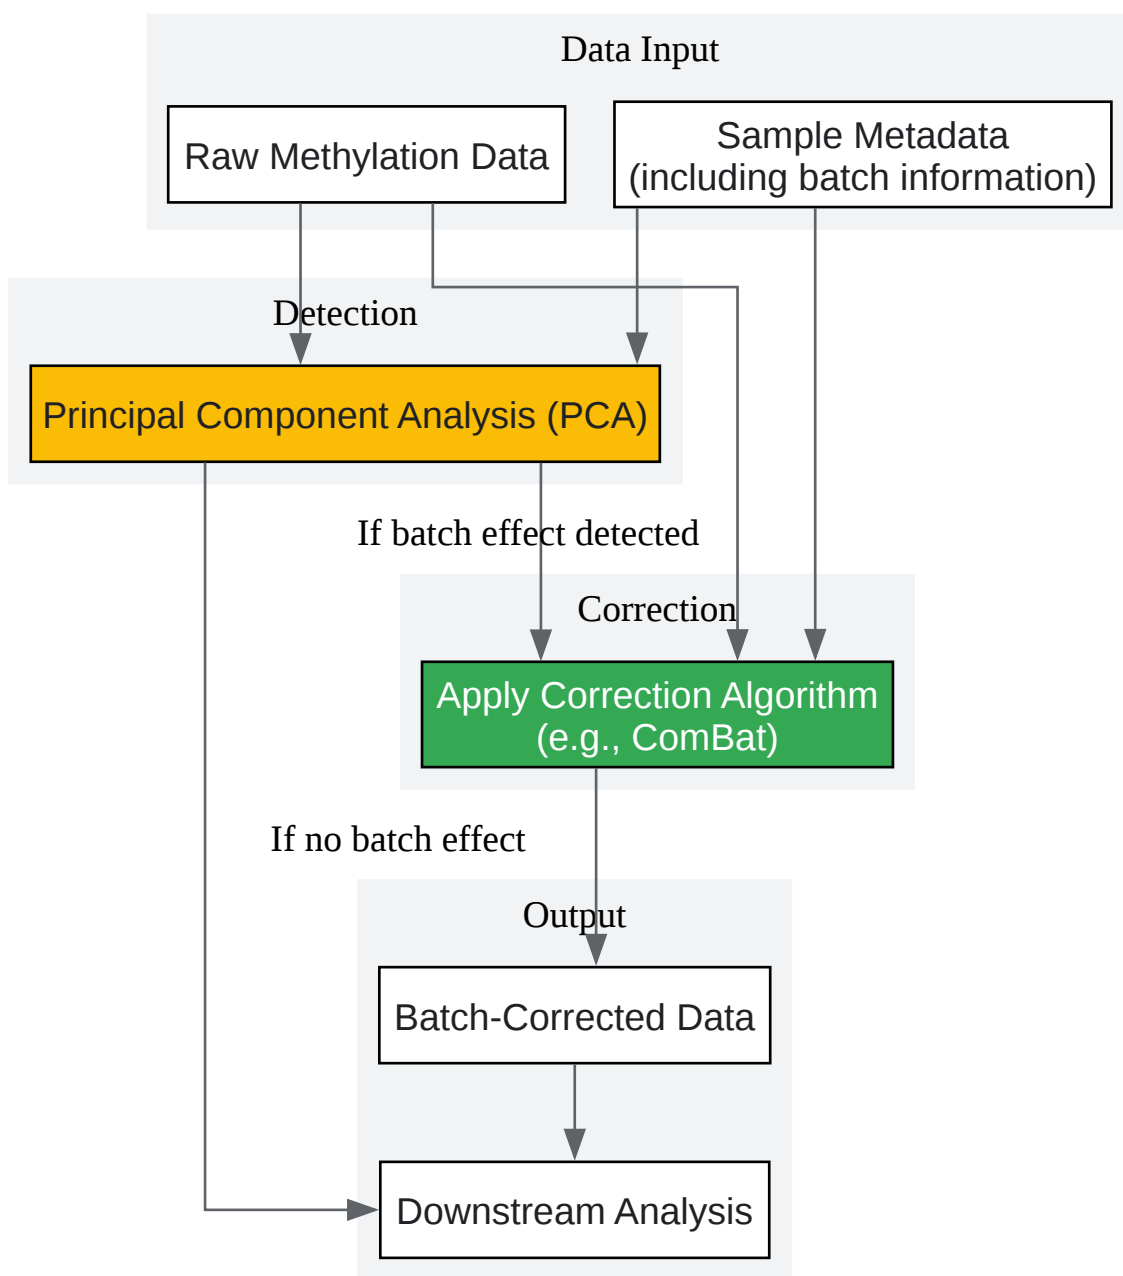 Data Input
Raw Methylation Data
Sample Metadata
(including batch information)
Detection
Principal Component Analysis (PCA)
If batch effect detected
Correction
Apply Correction Algorithm
(e.g., ComBat)
If no batch effect
Output
Batch-Corrected Data
Downstream Analysis